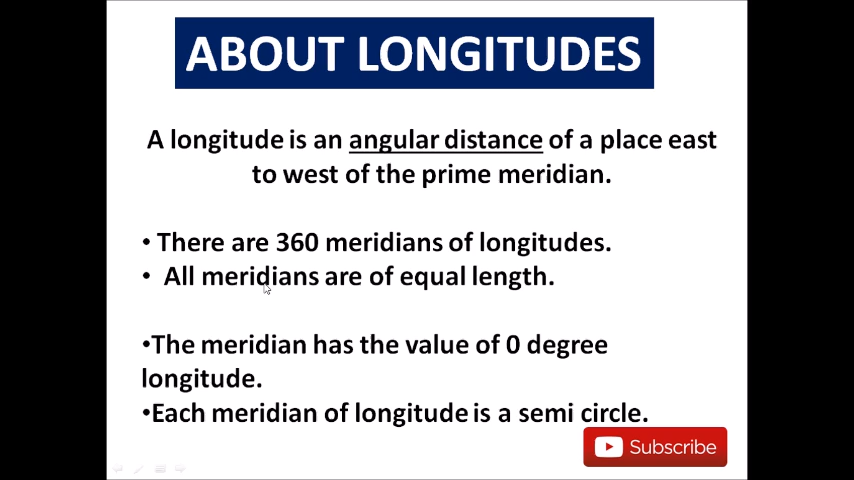 ABOUT LONGITUDES
A longitude is an angular distance of a place east
to west of the prime meridian.
• There are 360 meridians of longitudes.
• All meridians are of equal length.
•The meridian has the value of 0 degree
longitude.
•Each meridian of longitude is a semi circle.
Subscribe